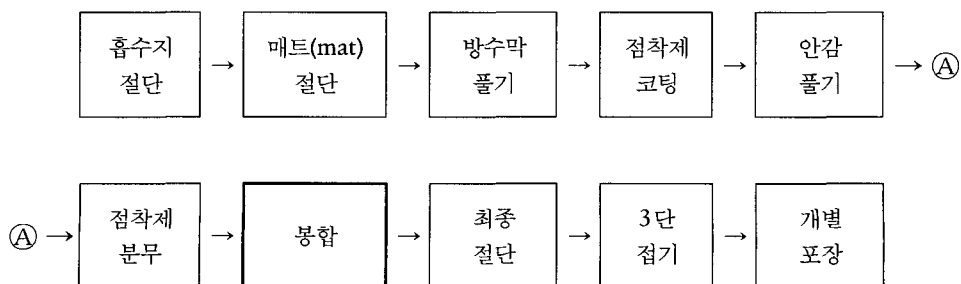 흡수지 매트(mat) 방수막 점착제 안감
절단 → 절단 → 풀기 → 코팅 → 풀기 → Ⓐ
Ⓐ → 점착제 → 봉합 → 최종 → 3단 → 개별
분무 절단 접기 포장